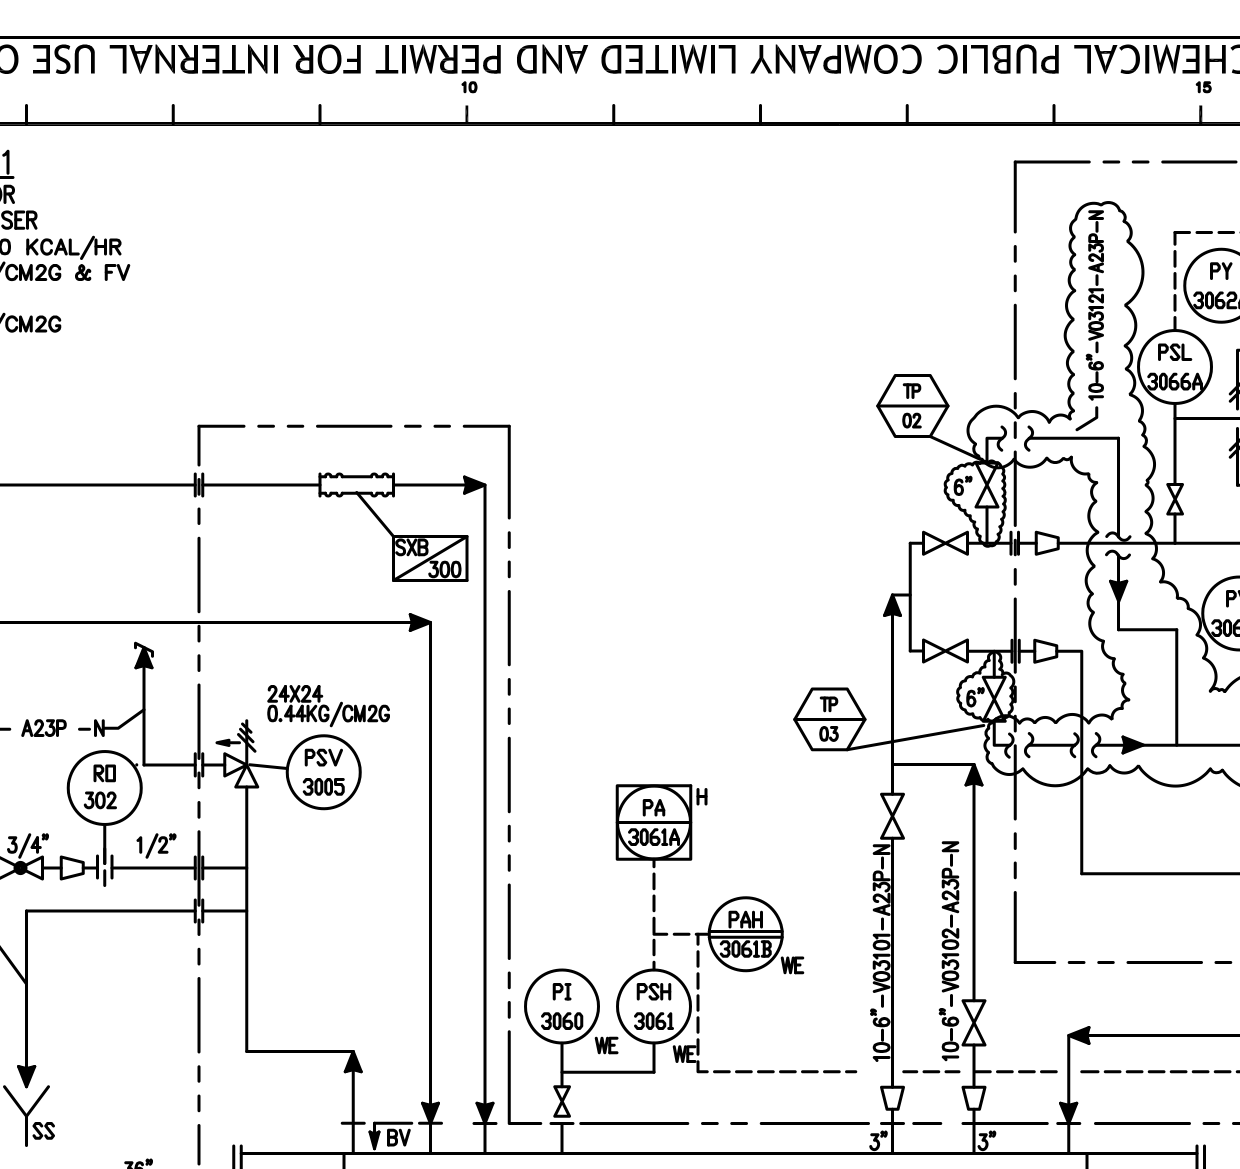 CHEMICAL PUBLIC COMPANY LIMITED AND PERMIT FOR INTERNAL USE O
10
15
1
OR
SER
0 KCAL/HR
/CM2G & FV
/CM2G
10-6"-V03121-A23P-N
PY
3062
PSL
3066A
TP
02
6"
SXB
300
24X24
0.44KG/CM2G
A23P -N
PSV
3005
RO
302
3/4"
1/2"
6"
TP
03
PA
3061A
H
PAH
3061B
WE
PI
3060
WE
PSH
3061
WE
10-6"-V03101-A23P-N
10-6"-V03102-A23P-N
SS
BV
3"
3"
36"